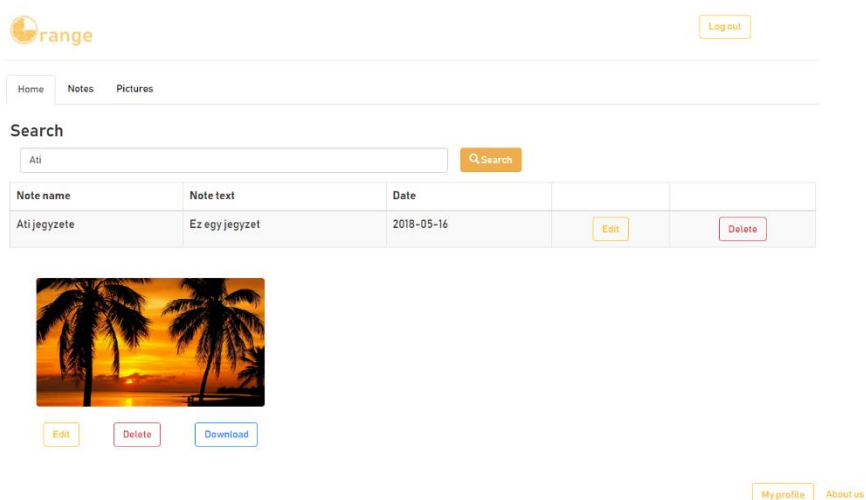 Orange
Log out
Home Notes Pictures
Search
Ati Search
Note name Note text Date
Ati jegyzete Ez egy jegyzet 2018-05-16 Edit Delete
Edit Delete Download
My profile About us